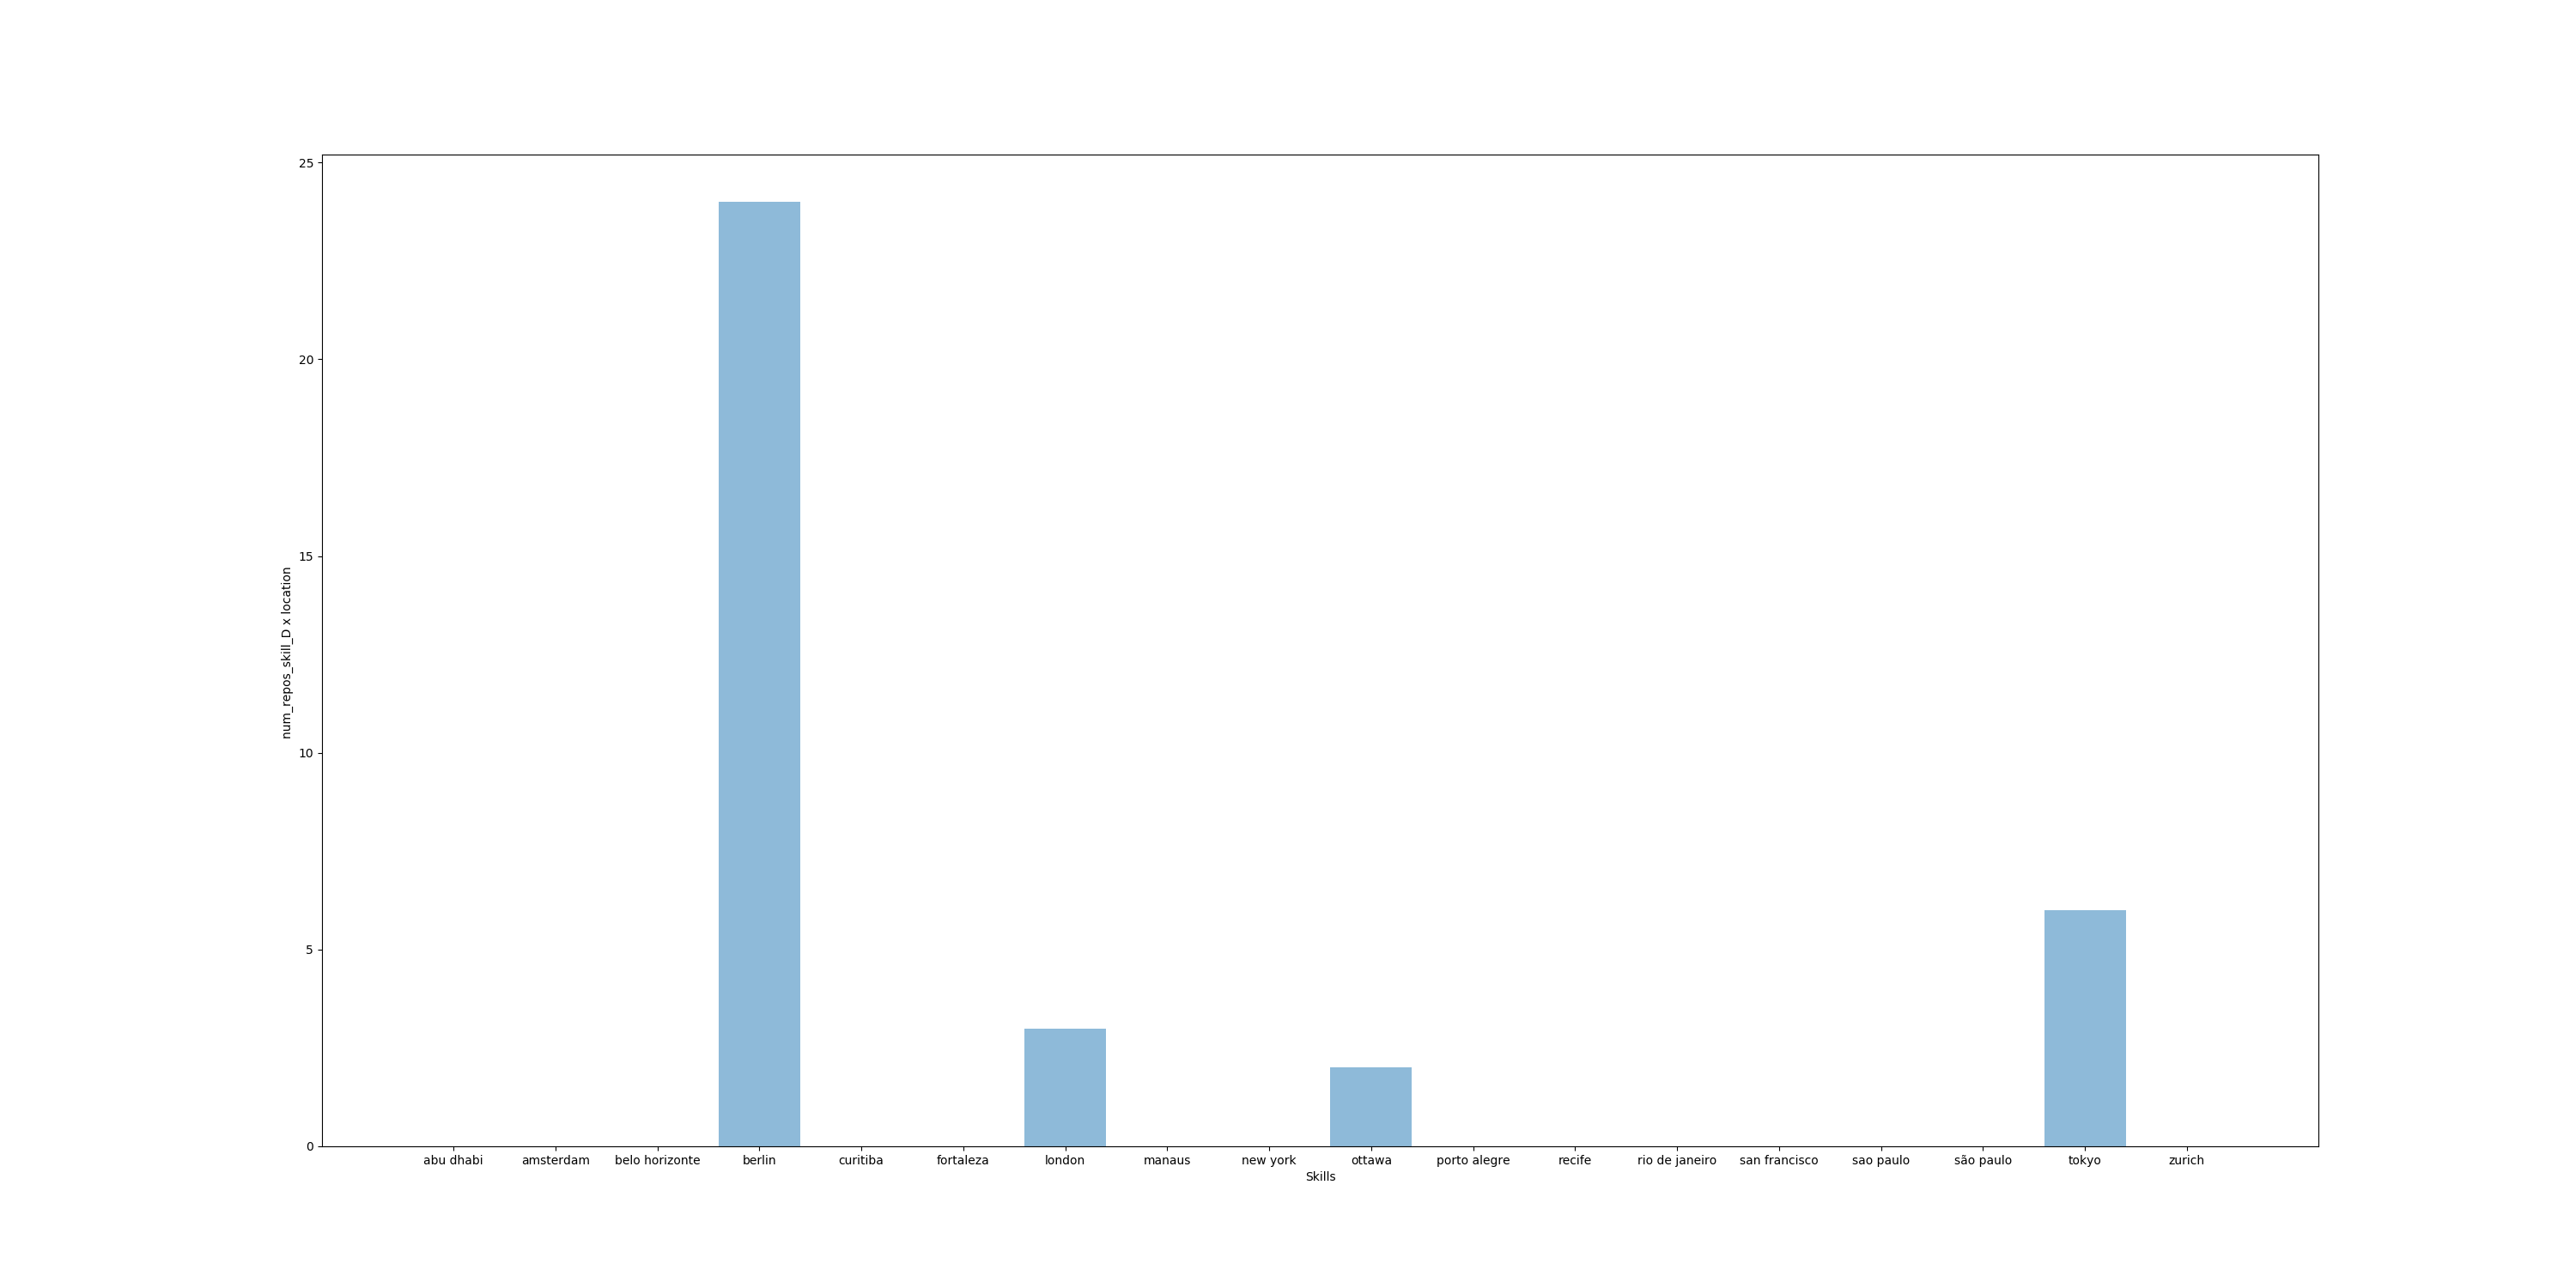 25
20
15
10
5
0
num_repos_skill_D x location
abu dhabi amsterdam belo horizonte berlin curitiba fortaleza london manaus new york ottawa porto alegre recife rio de janeiro san francisco sao paulo são paulo tokyo zurich
Skills